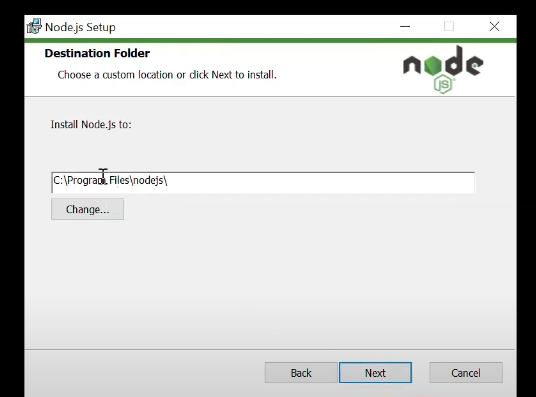 Node.js Setup
Destination Folder
Choose a custom location or click Next to install.
node
JS
Install Node.js to:
C:\Program Files\nodejs\
Change...
Back Next Cancel